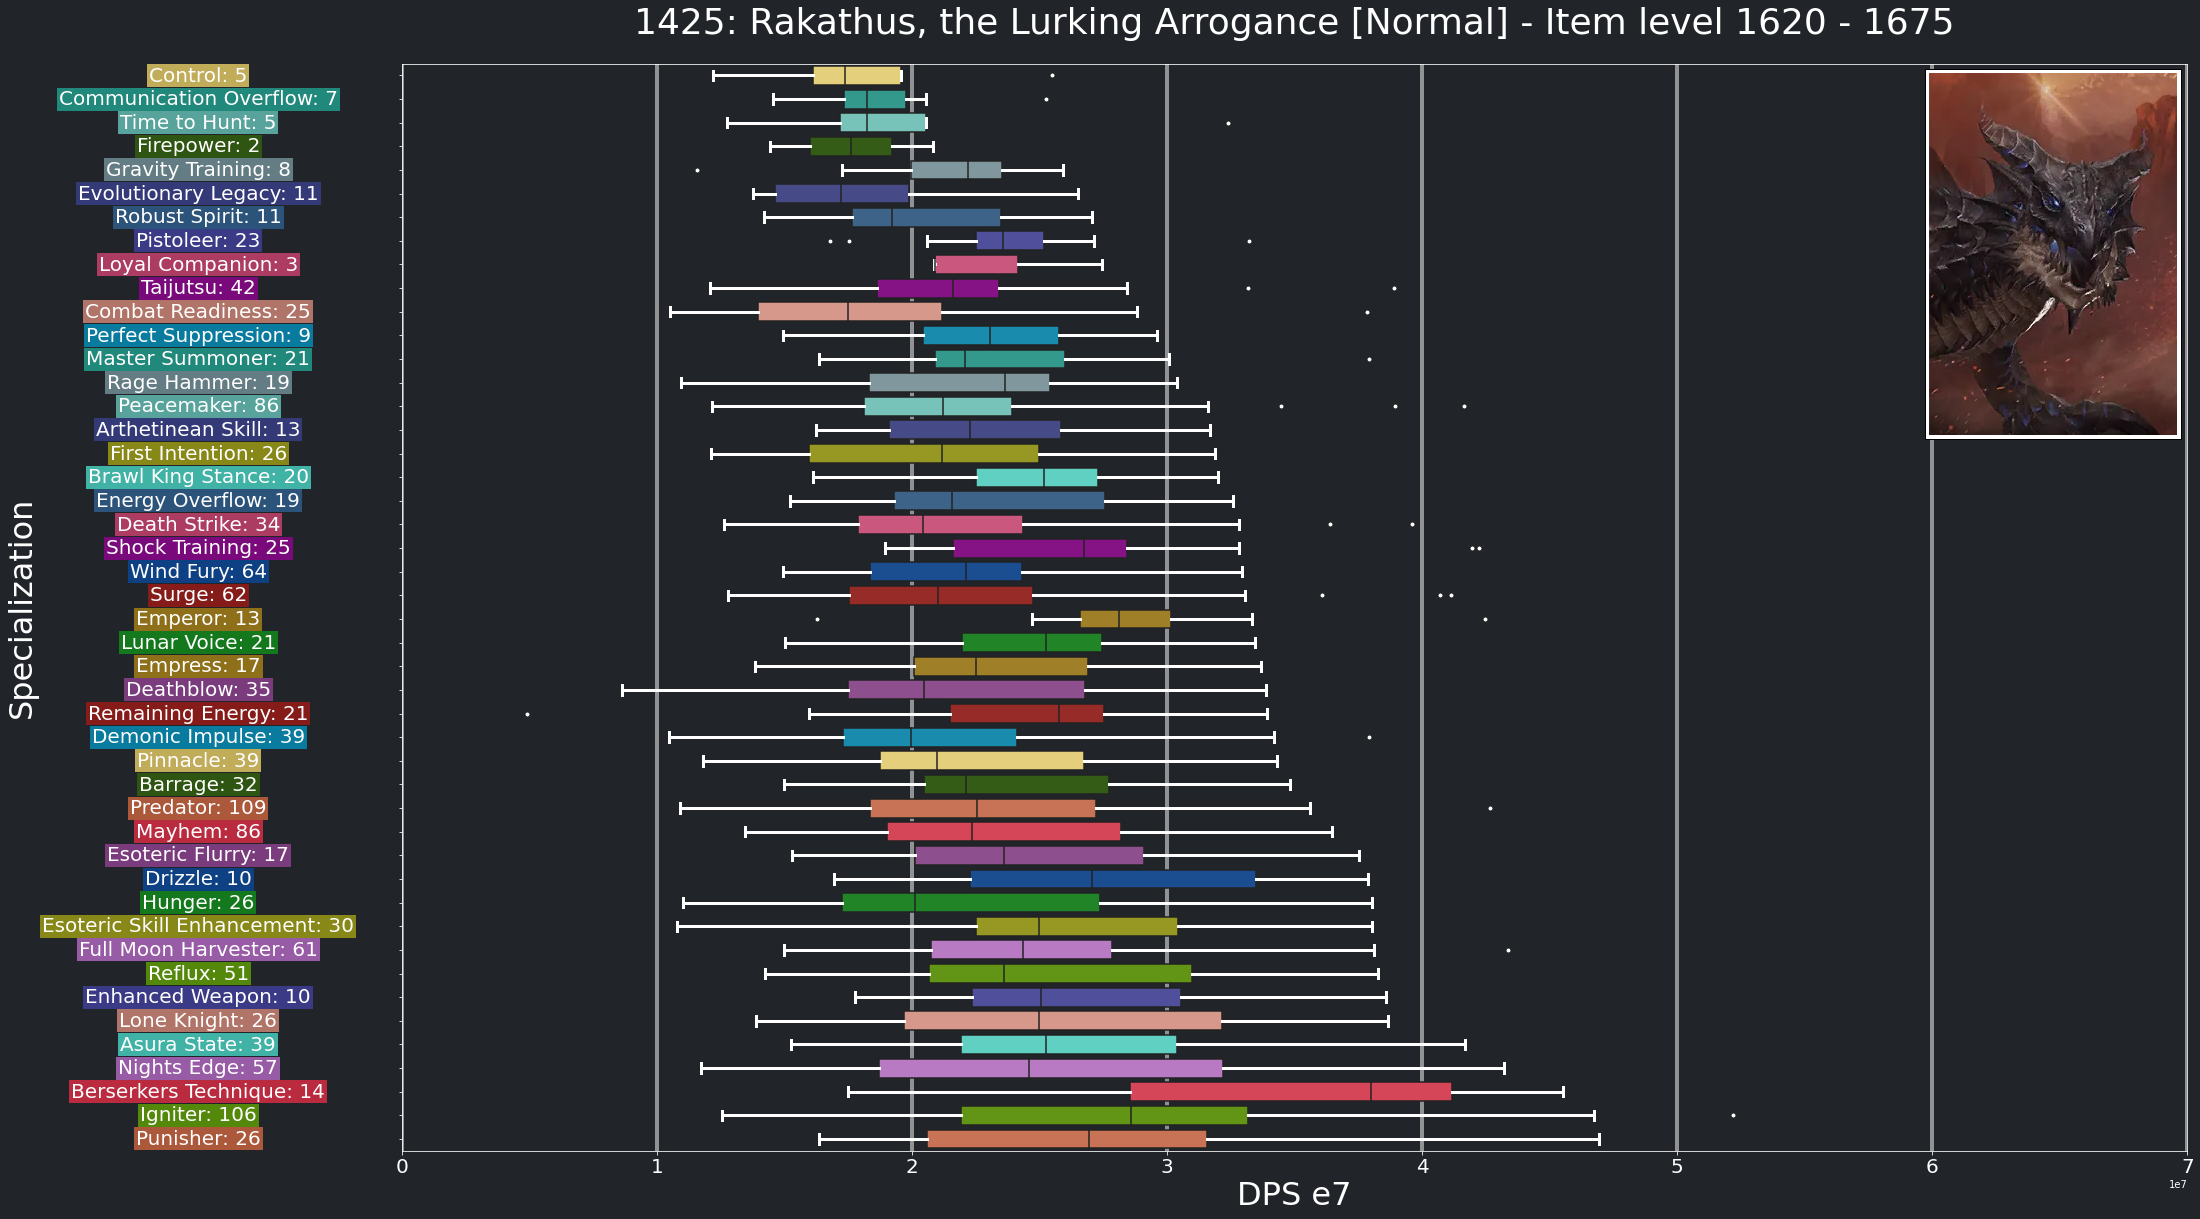 1425: Rakathus, the Lurking Arrogance [Normal] - Item level 1620 - 1675
Control: 5
Communication Overflow: 7
Time to Hunt: 5
Firepower: 2
Gravity Training: 8
Evolutionary Legacy: 11
Robust Spirit: 11
Pistoleer: 23
Loyal Companion: 3
Taijutsu: 42
Combat Readiness: 25
Perfect Suppression: 9
Master Summoner: 21
Rage Hammer: 19
Peacemaker: 86
Arthetinean Skill: 13
First Intention: 26
Brawl King Stance: 20
Energy Overflow: 19
Death Strike: 34
Shock Training: 25
Wind Fury: 64
Surge: 62
Emperor: 13
Lunar Voice: 21
Empress: 17
Deathblow: 35
Remaining Energy: 21
Demonic Impulse: 39
Pinnacle: 39
Barrage: 32
Predator: 109
Mayhem: 86
Esoteric Flurry: 17
Drizzle: 10
Hunger: 26
Esoteric Skill Enhancement: 30
Full Moon Harvester: 61
Reflux: 51
Enhanced Weapon: 10
Lone Knight: 26
Asura State: 39
Nights Edge: 57
Berserkers Technique: 14
Igniter: 106
Punisher: 26
Specialization
0 1 2 3 4 5 6 7
1e7
DPS e7